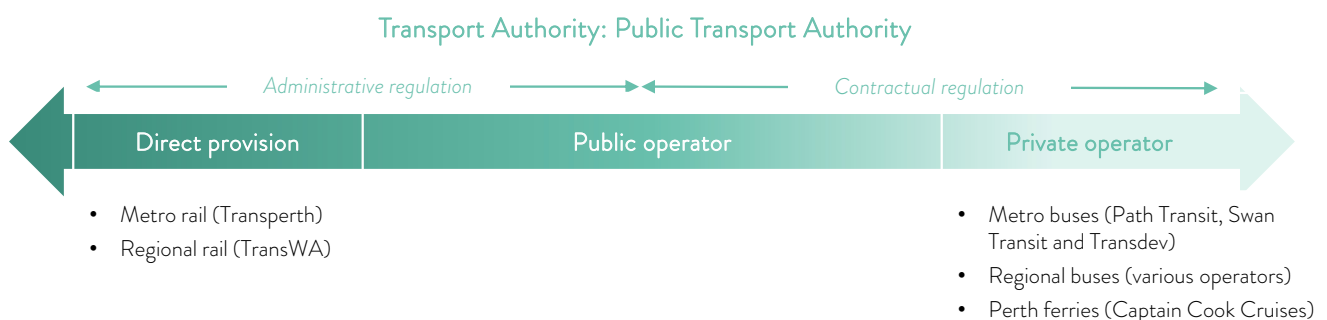 Transport Authority: Public Transport Authority
Administrative regulation
Contractual regulation
Direct provision
Public operator
Private operator
• Metro rail (Transperth)
• Regional rail (TransWA)
• Metro buses (Path Transit, Swan
Transit and Transdev)
• Regional buses (various operators)
• Perth ferries (Captain Cook Cruises)